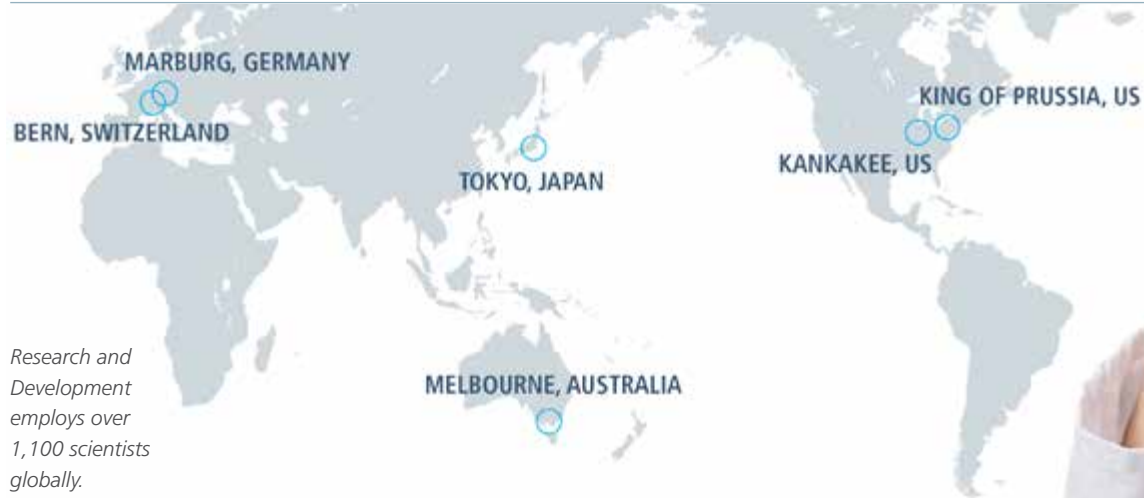 MARBURG, GERMANY
BERN, SWITZERLAND
KING OF PRUSSIA, US
KANKAKEE, US
TOKYO, JAPAN
MELBOURNE, AUSTRALIA
Research and
Development
employs over
1,100 scientists
globally.